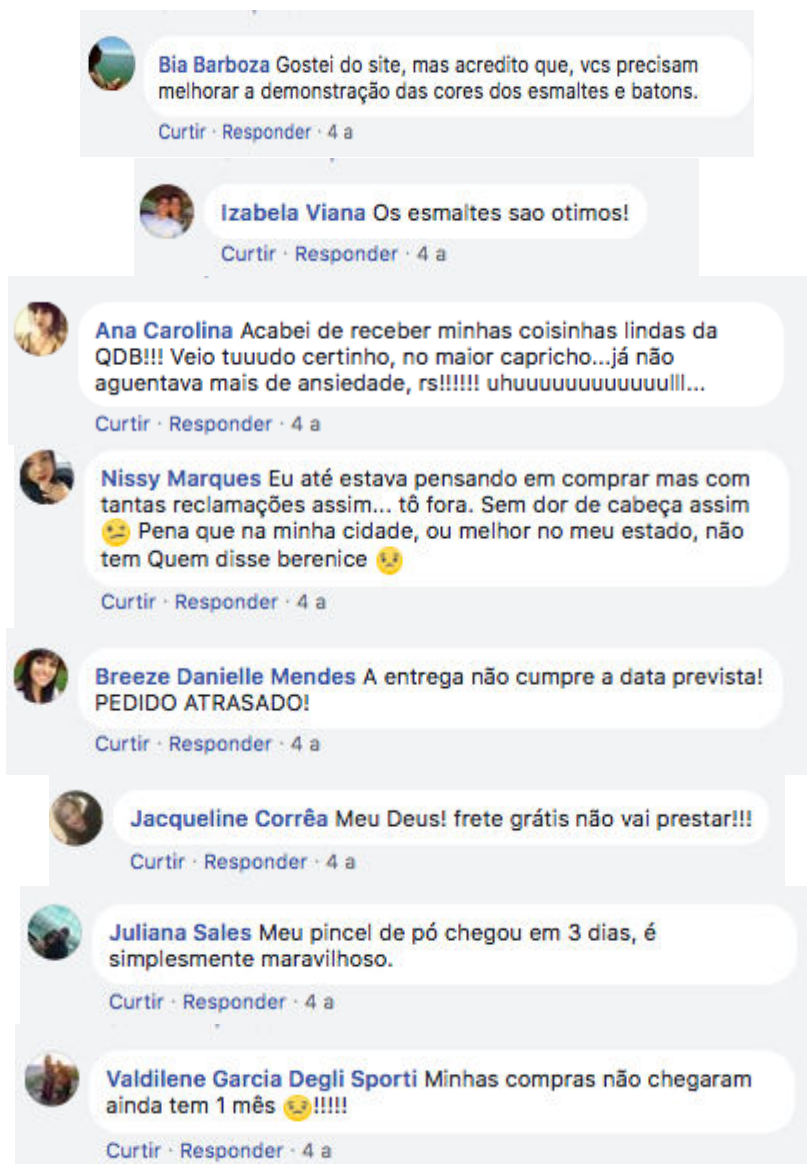 Bia Barboza Gostei do site, mas acredito que, vcs precisam
melhorar a demonstração das cores dos esmaltes e batons.
Curtir · Responder · 4 a
Izabela Viana Os esmaltes sao otimos!
Curtir · Responder · 4 a
Ana Carolina Acabei de receber minhas coisinhas lindas da
QDB!!! Veio tuuudo certinho, no maior capricho...já não
aguentava mais de ansiedade, rs!!!!!! uhuuuuuuuuuuuulll...
Curtir · Responder · 4 a
Nissy Marques Eu até estava pensando em comprar mas com
tantas reclamações assim... tô fora. Sem dor de cabeça assim
😕 Pena que na minha cidade, ou melhor no meu estado, não
tem Quem disse berenice 😣
Curtir · Responder · 4 a
Breeze Danielle Mendes A entrega não cumpre a data prevista!
PEDIDO ATRASADO!
Curtir · Responder · 4 a
Jacqueline Corrêa Meu Deus! frete grátis não vai prestar!!!
Curtir · Responder · 4 a
Juliana Sales Meu pincel de pó chegou em 3 dias, é
simplesmente maravilhoso.
Curtir · Responder · 4 a
Valdilene Garcia Degli Sporti Minhas compras não chegaram
ainda tem 1 mês 😣!!!!!
Curtir · Responder · 4 a